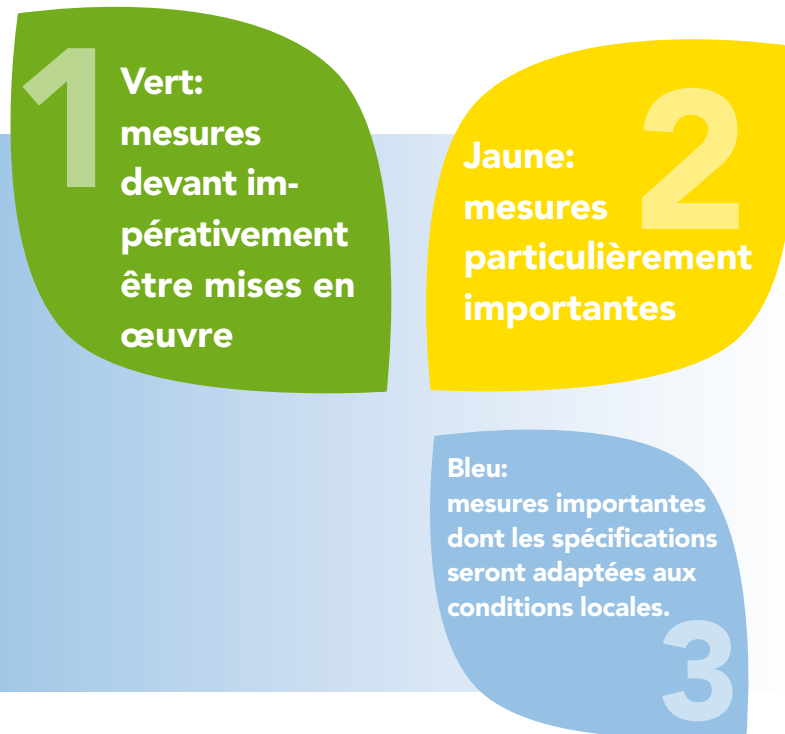 1
Vert:
mesures
devant im-
pérativement
être mises en
œuvre
2
Jaune:
mesures
particulièrement
importantes
Bleu:
mesures importantes
dont les spécifications
seront adaptées aux
conditions locales.
3